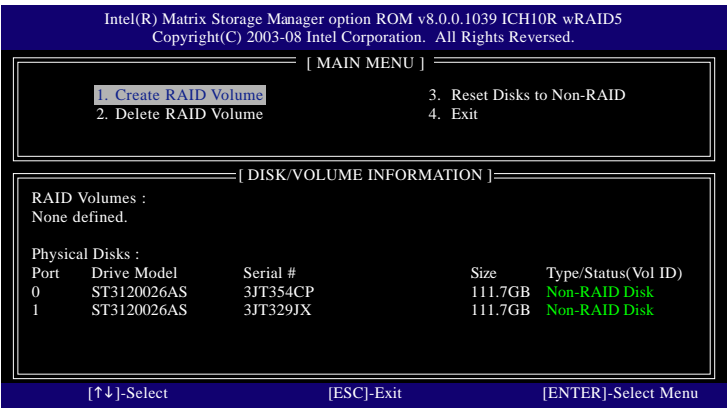 Intel(R) Matrix Storage Manager option ROM v8.0.0.1039 ICH10R wRAID5
Copyright(C) 2003-08 Intel Corporation.  All Rights Reversed.
[ MAIN MENU ]
1.  Create RAID Volume
2.  Delete RAID Volume
3.  Reset Disks to Non-RAID
4.  Exit
[ DISK/VOLUME INFORMATION ]
RAID Volumes :
None defined.
Physical Disks :
Port Drive Model Serial # Size Type/Status(Vol ID)
0 ST3120026AS 3JT354CP 111.7GB Non-RAID Disk
1 ST3120026AS 3JT329JX 111.7GB Non-RAID Disk
[↑↓]-Select [ESC]-Exit [ENTER]-Select Menu